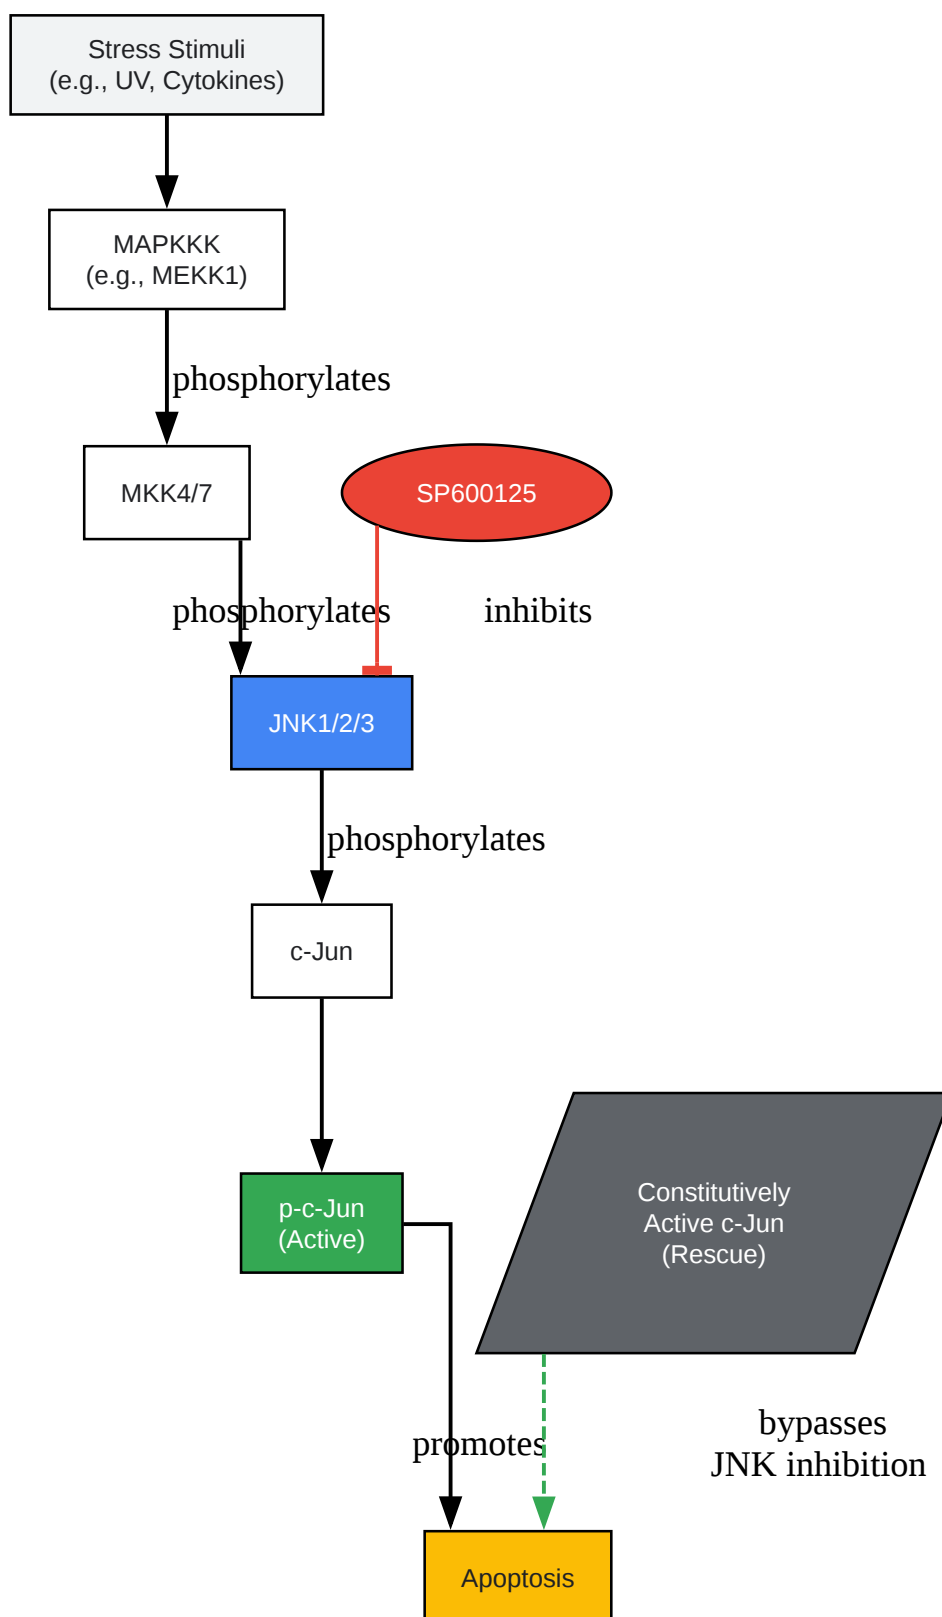 Stress Stimuli
(e.g., UV, Cytokines)
MAPKKK
(e.g., MEKK1)
phosphorylates
MKK4/7
SP600125
phosphorylates
inhibits
JNK1/2/3
phosphorylates
c-Jun
p-c-Jun
(Active)
Constitutively
Active c-Jun
(Rescue)
promotes
bypasses
JNK inhibition
Apoptosis